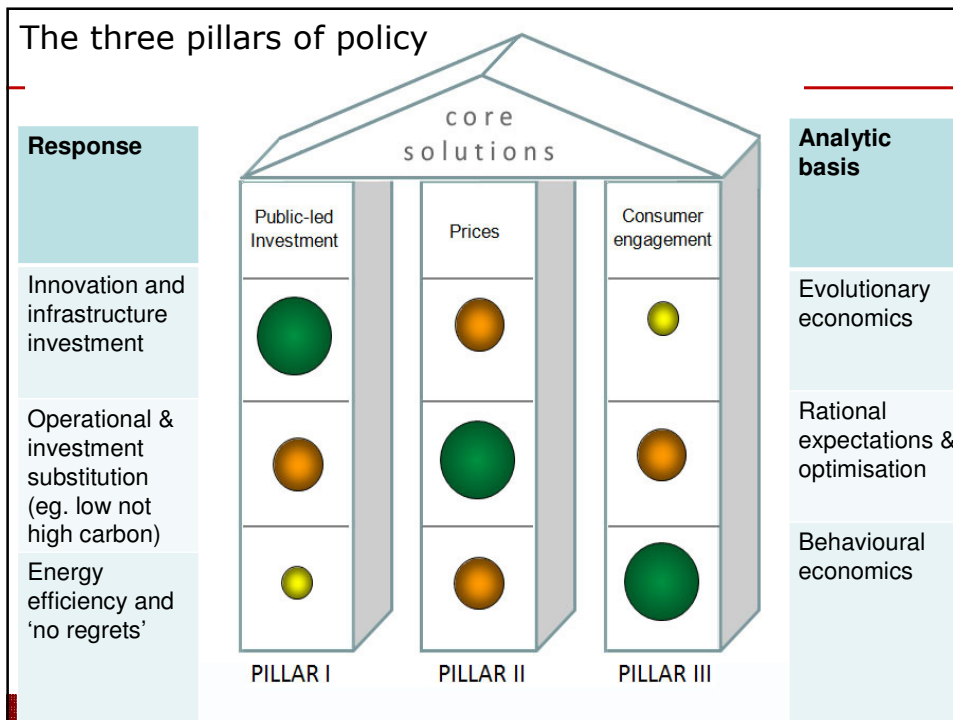 The three pillars of policy
core
solutions
Response
Analytic
basis
Public-led
Investment
Prices
Consumer
engagement
Innovation and
infrastructure
investment
Evolutionary
economics
Operational &
investment
substitution
(eg. low not
high carbon)
Rational
expectations &
optimisation
Energy
efficiency and
‘no regrets’
Behavioural
economics
PILLAR I
PILLAR II
PILLAR III